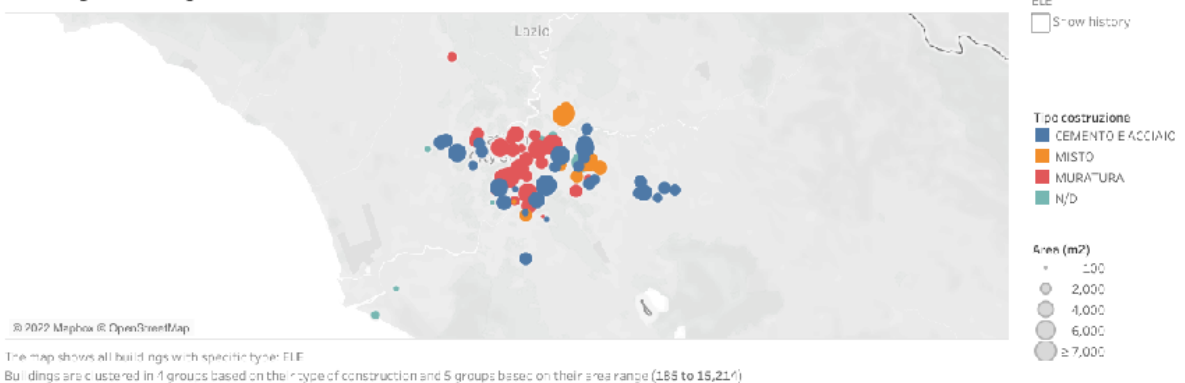 ELE
Show history
Lazio
Tipo costruzione
CEMENTO E ACCIAIO
MISTO
MURATURA
N/D
Area (m2)
100
2,000
4,000
6,000
≥ 7,000
© 2022 Mapbox © OpenStreetMap
The map shows all buildings with specific type: ELE
Buildings are clustered in 4 groups based on their type of construction and 5 groups based on their area range (185 to 15,214)